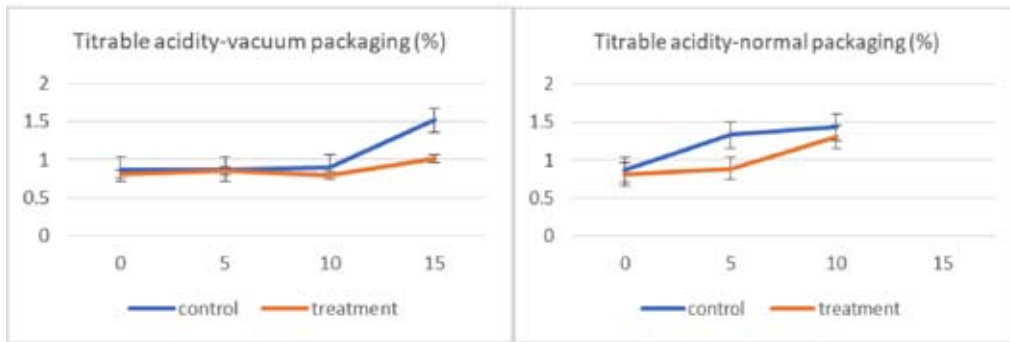 Titrable acidity-vacuum packaging (%)
2
1.5
1
0.5
0
0 5 10 15
control treatment
Titrable acidity-normal packaging (%)
2
1.5
1
0.5
0
0 5 10 15
control treatment